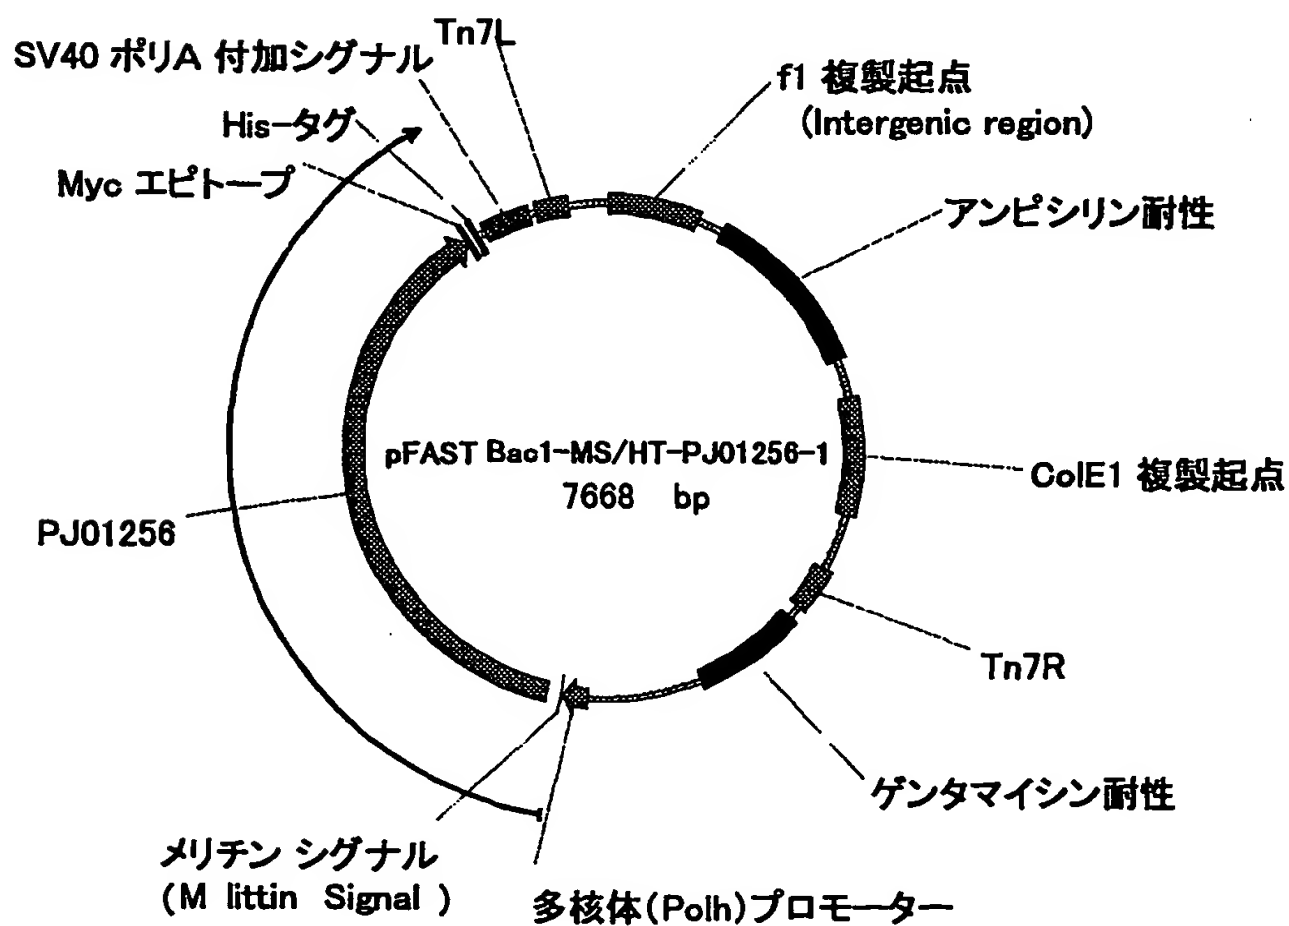 Tn7L
SV40 ポリA 付加シグナル
f1 複製起点
(Intergenic region)
His-タグ
Myc エピトープ
アンピシリン耐性
pFAST Bac1-MS/HT-PJ01256-1
7668 bp
ColE1 複製起点
PJ01256
Tn7R
ゲンタマイシン耐性
メリチン シグナル
(M littin Signal )
多核体(Polh)プロモーター